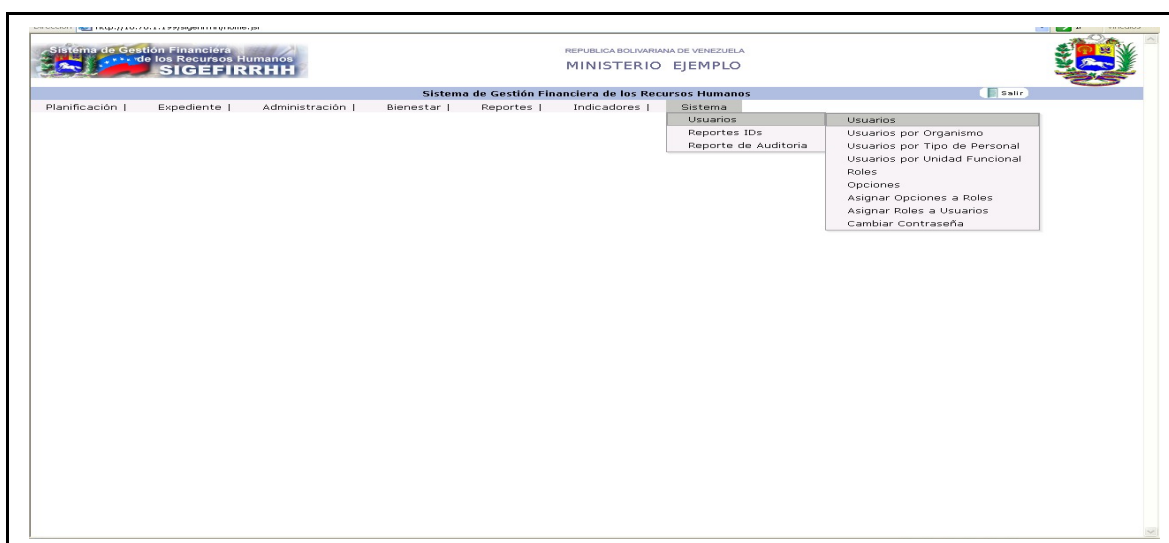 Sistema de Gestión Financiera
de los Recursos Humanos
SIGEFIRRHH
REPUBLICA BOLIVARIANA DE VENEZUELA
MINISTERIO EJEMPLO
Sistema de Gestión Financiera de los Recursos Humanos
Salir
Planificación | Expediente | Administración | Bienestar | Reportes | Indicadores | Sistema
Usuarios
Reportes IDs
Reporte de Auditoria
Usuarios
Usuarios por Organismo
Usuarios por Tipo de Personal
Usuarios por Unidad Funcional
Roles
Opciones
Asignar Opciones a Roles
Asignar Roles a Usuarios
Cambiar Contraseña